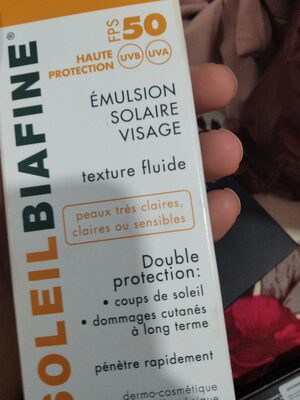 SOLEILBIAFINE®
FPS 50
HAUTE
PROTECTION UVB UVA
ÉMULSION
SOLAIRE
VISAGE
texture fluide
peaux très claires,
claires ou sensibles
Double
protection:
• coups de soleil
• dommages cutanés
à long terme
pénètre rapidement
dermo-cosmétique